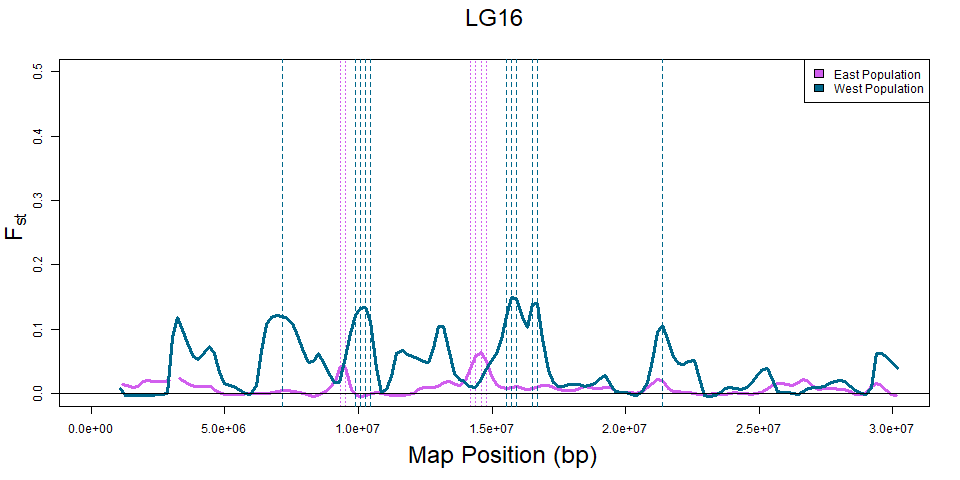 LG16
East Population
West Population
0.5
0.4
0.3
0.2
0.1
0.0
Fst
0.0e+00 5.0e+06 1.0e+07 1.5e+07 2.0e+07 2.5e+07 3.0e+07
Map Position (bp)